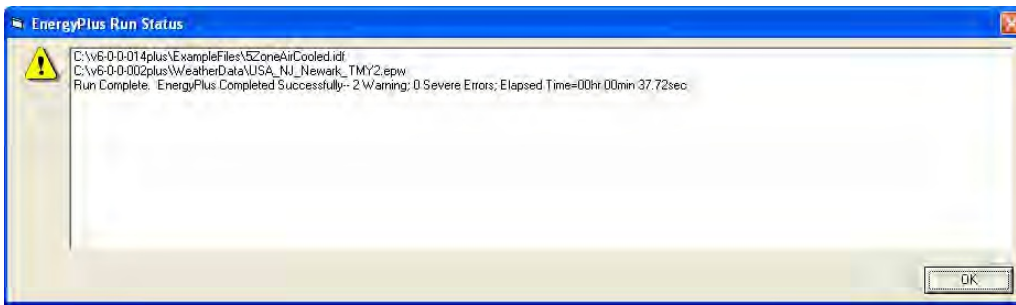 EnergyPlus Run Status
C:\v6-0-0-014plus\ExampleFiles\5ZoneAirCooled.idf
C:\v6-0-0-002plus\WeatherData\USA_NJ_Newark_TMY2.epw
Run Complete. EnergyPlus Completed Successfully-- 2 Warning; 0 Severe Errors; Elapsed Time=00hr 00min 37.72sec
OK